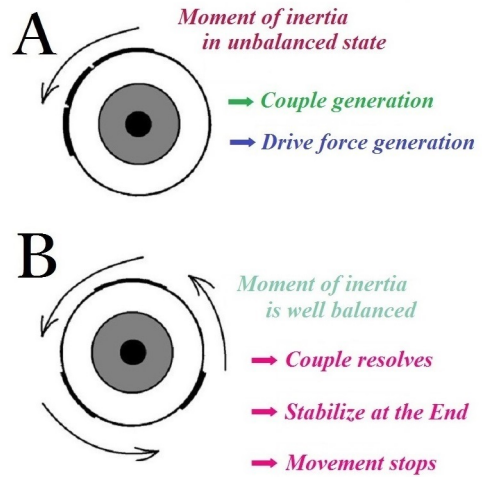 A
Moment of inertia
in unbalanced state
Couple generation
Drive force generation
B
Moment of inertia
is well balanced
Couple resolves
Stabilize at the End
Movement stops